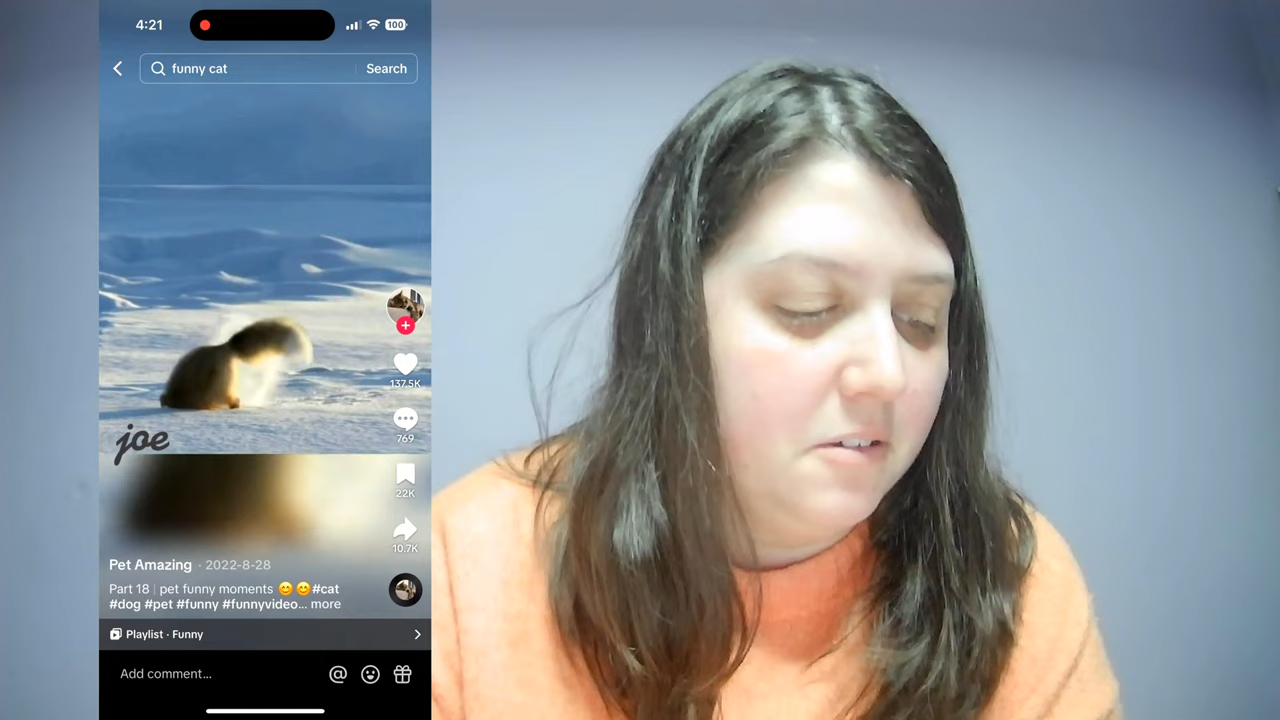 4:21
100
funny cat
Search
137.5K
769
joe
22K
10.7K
Pet Amazing · 2022-8-28
Part 18 | pet funny moments 😊😊#cat
#dog #pet #funny #funnyvideo... more
Playlist · Funny
Add comment...